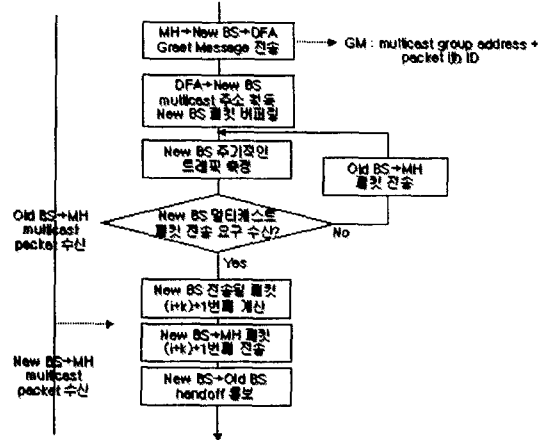 MH→New BS→DFA
Greet Message 전송
GM : multicast group address +
packet ID
DFA→New BS
multicast 주소
New BS 패킷 버퍼링
New BS 주기적인
트래픽 측정
Old BS→MH
패킷 전송
Old BS→MH
multicast
packet 수신
New BS 멀티캐스트
패킷 전송 요구 수신?
No
Yes
New BS 전송될 패킷
(i+k)+1번째 계산
New BS→MH 패킷
(i+k)+1번째 전송
New BS→MH
multicast
packet 수신
New BS→Old BS
handoff 통보